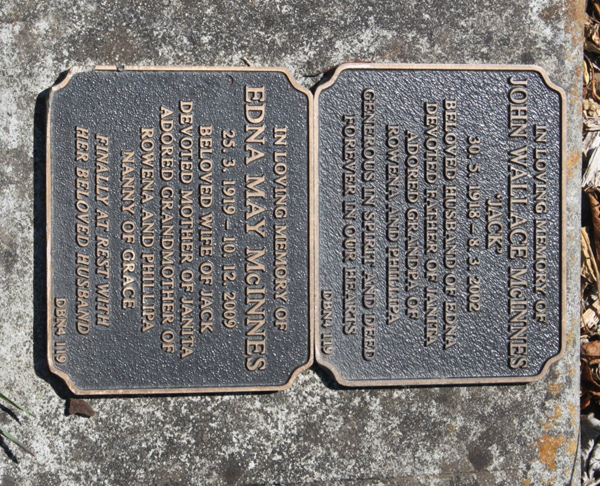 IN LOVING MEMORY OF
JOHN WALLACE McINNES
'JACK'
30. 5. 1918 – 8. 3. 2002
BELOVED HUSBAND OF EDNA
DEVOTED FATHER OF JANITA
ADORED GRANDPA OF
ROWENA AND PHILLIPA
GENEROUS IN SPIRIT AND DEED
FOREVER IN OUR HEARTS
DBN4 119
IN LOVING MEMORY OF
EDNA MAY McINNES
25. 3. 1919 – 10. 12. 2009
BELOVED WIFE OF JACK
DEVOTED MOTHER OF JANITA
ADORED GRANDMOTHER OF
ROWENA AND PHILLIPA
NANNY OF GRACE
FINALLY AT REST WITH
HER BELOVED HUSBAND
DBN4 119